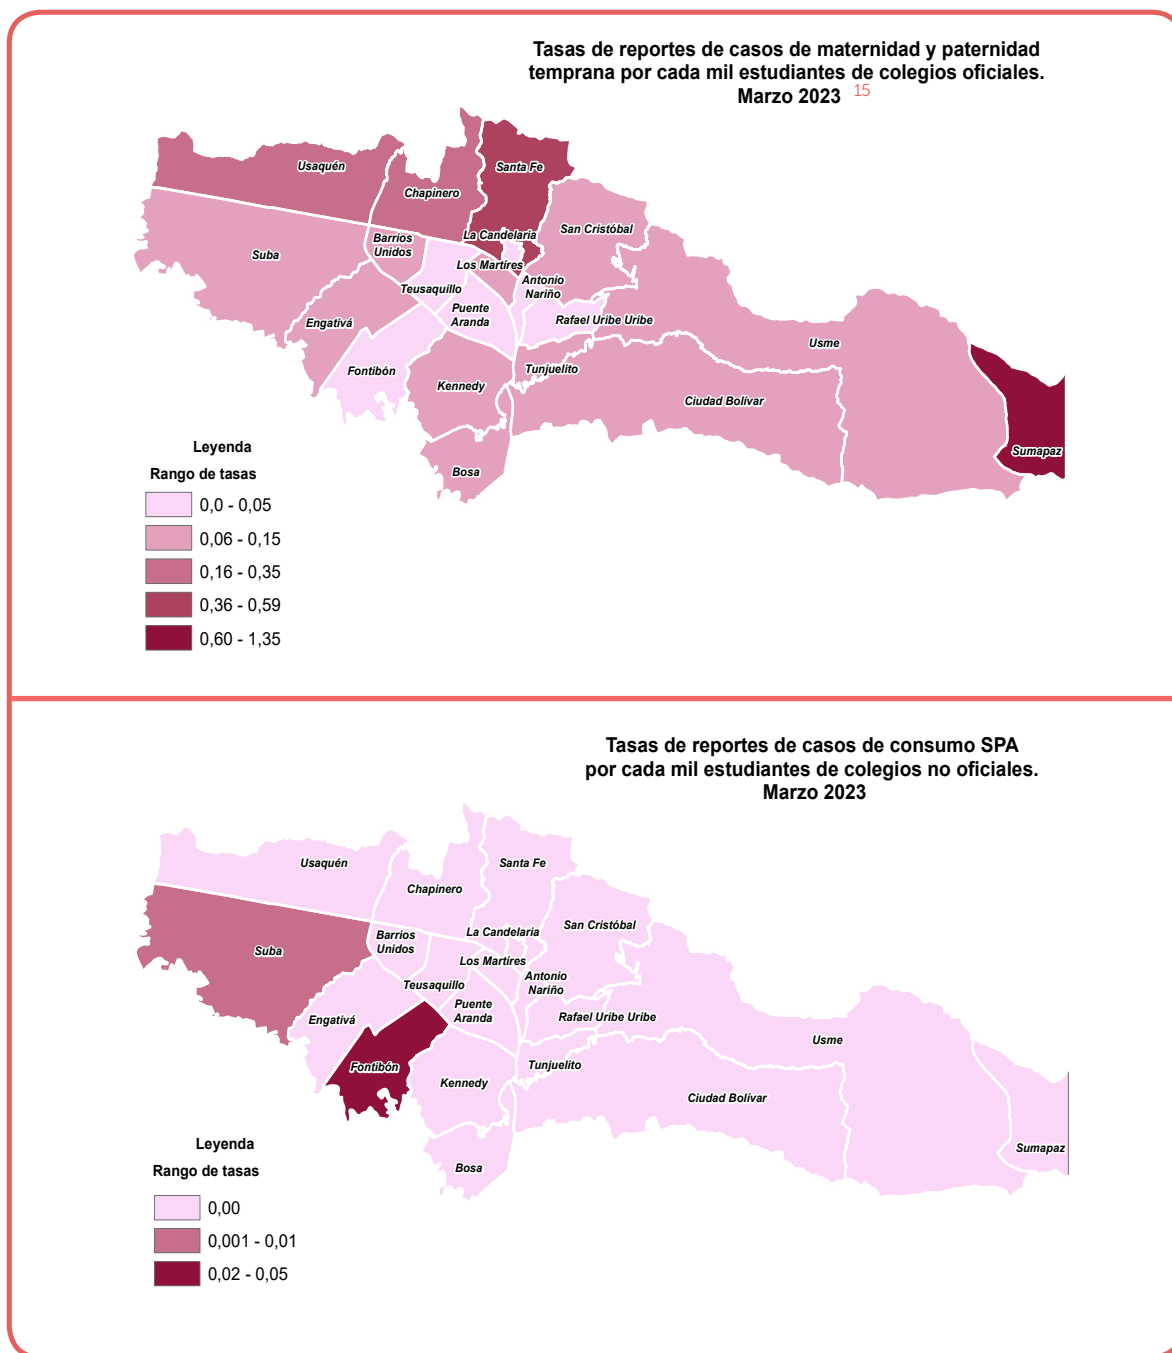 Tasas de reportes de casos de maternidad y paternidad
temprana por cada mil estudiantes de colegios oficiales.
Marzo 2023 15
Usaquén
Santa Fe
Chapinero
San Cristóbal
La Candelaria
Barrios
Unidos
Suba
Los Martíres
Antonio
Nariño
Teusaquillo
Puente
Aranda
Rafael Uribe Uribe
Engativá
Usme
Fontibón
Tunjuelito
Kennedy
Ciudad Bolívar
Sumapaz
Bosa
Leyenda
Rango de tasas
0,0 - 0,05
0,06 - 0,15
0,16 - 0,35
0,36 - 0,59
0,60 - 1,35
Tasas de reportes de casos de consumo SPA
por cada mil estudiantes de colegios no oficiales.
Marzo 2023
Usaquén
Santa Fe
Chapinero
San Cristóbal
La Candelaria
Barrios
Unidos
Suba
Los Martíres
Antonio
Nariño
Teusaquillo
Puente
Aranda
Rafael Uribe Uribe
Engativá
Usme
Fontibón
Tunjuelito
Kennedy
Ciudad Bolívar
Sumapaz
Bosa
Leyenda
Rango de tasas
0,00
0,001 - 0,01
0,02 - 0,05